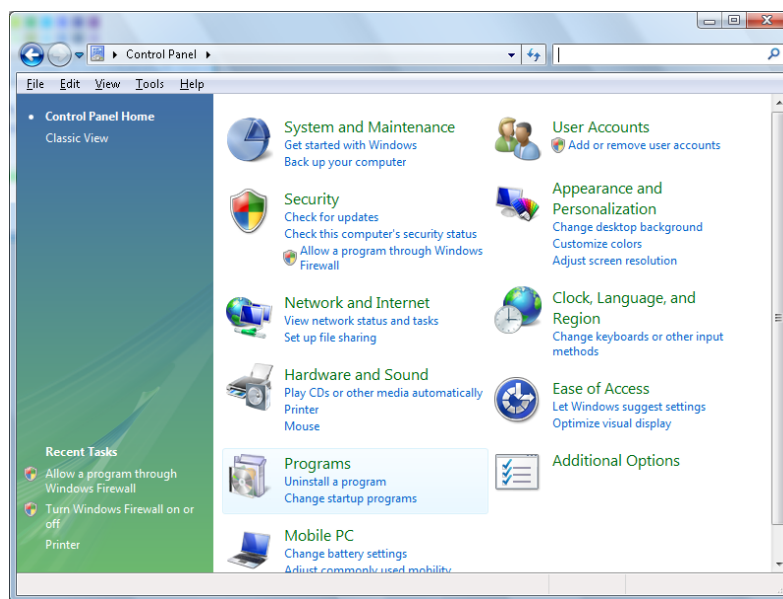 Control Panel
File Edit View Tools Help
Control Panel Home
Classic View
Recent Tasks
Allow a program through
Windows Firewall
Turn Windows Firewall on or
off
Printer
System and Maintenance
Get started with Windows
Back up your computer
Security
Check for updates
Check this computer's security status
Allow a program through Windows
Firewall
Network and Internet
View network status and tasks
Set up file sharing
Hardware and Sound
Play CDs or other media automatically
Printer
Mouse
Programs
Uninstall a program
Change startup programs
Mobile PC
Change battery settings
Adjust commonly used mobility
User Accounts
Add or remove user accounts
Appearance and
Personalization
Change desktop background
Customize colors
Adjust screen resolution
Clock, Language, and
Region
Change keyboards or other input
methods
Ease of Access
Let Windows suggest settings
Optimize visual display
Additional Options